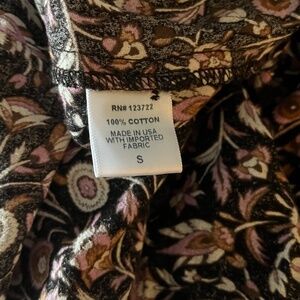 RN# 123722
100% COTTON
MADE IN USA
WITH IMPORTED
FABRIC
S